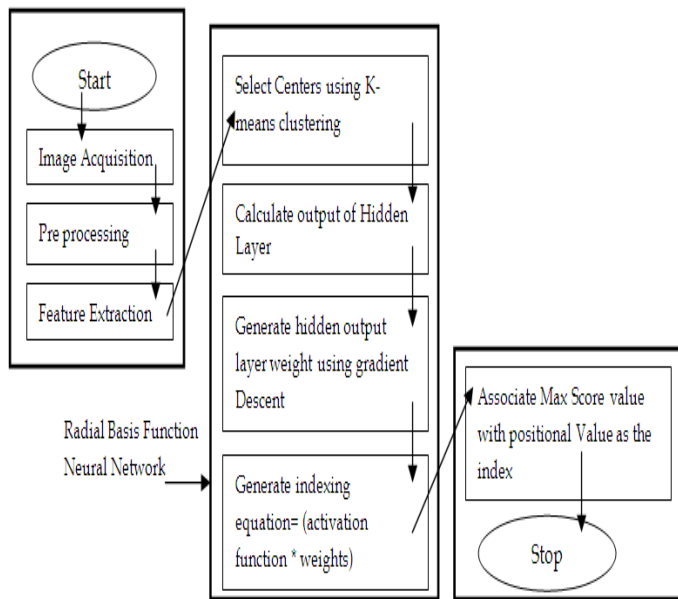 Start
Image Acquisition
Pre processing
Feature Extraction
Select Centers using K-
means clustering
Calculate output of Hidden
Layer
Generate hidden output
layer weight using gradient
Descent
Radial Basis Function
Neural Network
Generate indexing
equation= (activation
function * weights)
Associate Max Score value
with positional Value as the
index
Stop